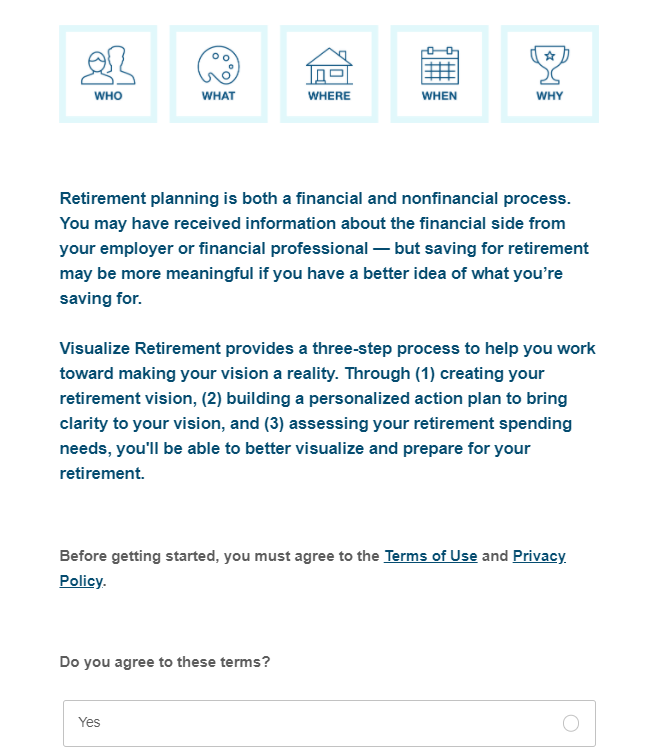 WHO WHAT WHERE WHEN WHY
Retirement planning is both a financial and nonfinancial process.
You may have received information about the financial side from
your employer or financial professional — but saving for retirement
may be more meaningful if you have a better idea of what you’re
saving for.
Visualize Retirement provides a three-step process to help you work
toward making your vision a reality. Through (1) creating your
retirement vision, (2) building a personalized action plan to bring
clarity to your vision, and (3) assessing your retirement spending
needs, you'll be able to better visualize and prepare for your
retirement.
Before getting started, you must agree to the Terms of Use and Privacy
Policy.
Do you agree to these terms?
Yes